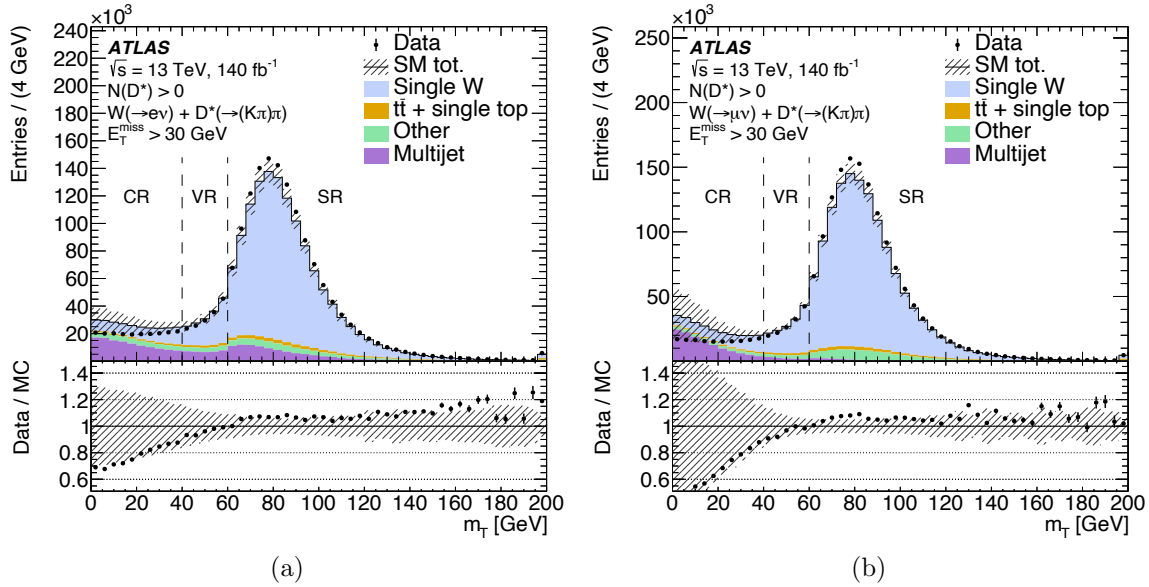 ×10³
Entries / (4 GeV)
240
220
200
180
160
140
120
100
80
60
40
20
ATLAS
√s = 13 TeV, 140 fb⁻¹
N(D*) > 0
W(→eν) + D*(→(Kπ)π)
E_T^miss > 30 GeV
Data
SM tot.
Single W
tt̄ + single top
Other
Multijet
CR
VR
SR
Data / MC
1.4
1.2
1
0.8
0.6
0 20 40 60 80 100 120 140 160 180 200
m_T [GeV]
(a)
×10³
Entries / (4 GeV)
250
200
150
100
50
ATLAS
√s = 13 TeV, 140 fb⁻¹
N(D*) > 0
W(→μν) + D*(→(Kπ)π)
E_T^miss > 30 GeV
Data
SM tot.
Single W
tt̄ + single top
Other
Multijet
CR
VR
SR
Data / MC
1.4
1.2
1
0.8
0.6
0 20 40 60 80 100 120 140 160 180 200
m_T [GeV]
(b)